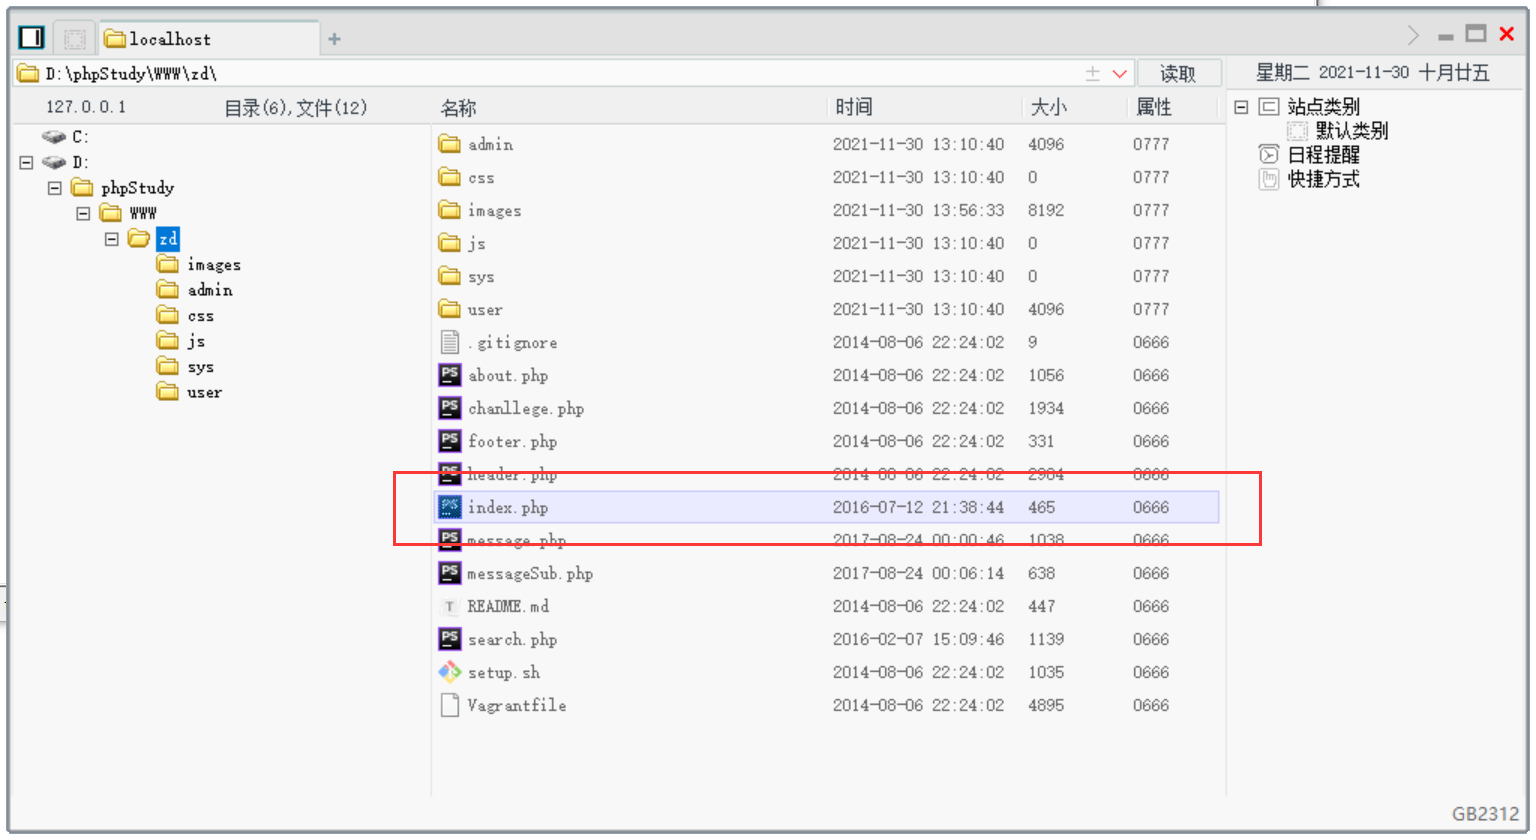 localhost
D:\phpStudy\WWW\zd\ 读取 星期二 2021-11-30 十月廿五
127.0.0.1 目录(6),文件(12) 名称 时间 大小 属性
C:
D:
phpStudy
WWW
zd
images
admin
css
js
sys
user
admin 2021-11-30 13:10:40 4096 0777
css 2021-11-30 13:10:40 0 0777
images 2021-11-30 13:56:33 8192 0777
js 2021-11-30 13:10:40 0 0777
sys 2021-11-30 13:10:40 0 0777
user 2021-11-30 13:10:40 4096 0777
.gitignore 2014-08-06 22:24:02 9 0666
about.php 2014-08-06 22:24:02 1056 0666
chanllege.php 2014-08-06 22:24:02 1934 0666
footer.php 2014-08-06 22:24:02 331 0666
header.php 2014-08-06 22:24:02 2984 0666
index.php 2016-07-12 21:38:44 465 0666
message.php 2017-08-24 00:00:46 1038 0666
messageSub.php 2017-08-24 00:06:14 638 0666
README.md 2014-08-06 22:24:02 447 0666
search.php 2016-02-07 15:09:46 1139 0666
setup.sh 2014-08-06 22:24:02 1035 0666
Vagrantfile 2014-08-06 22:24:02 4895 0666
站点类别
默认类别
日程提醒
快捷方式
GB2312